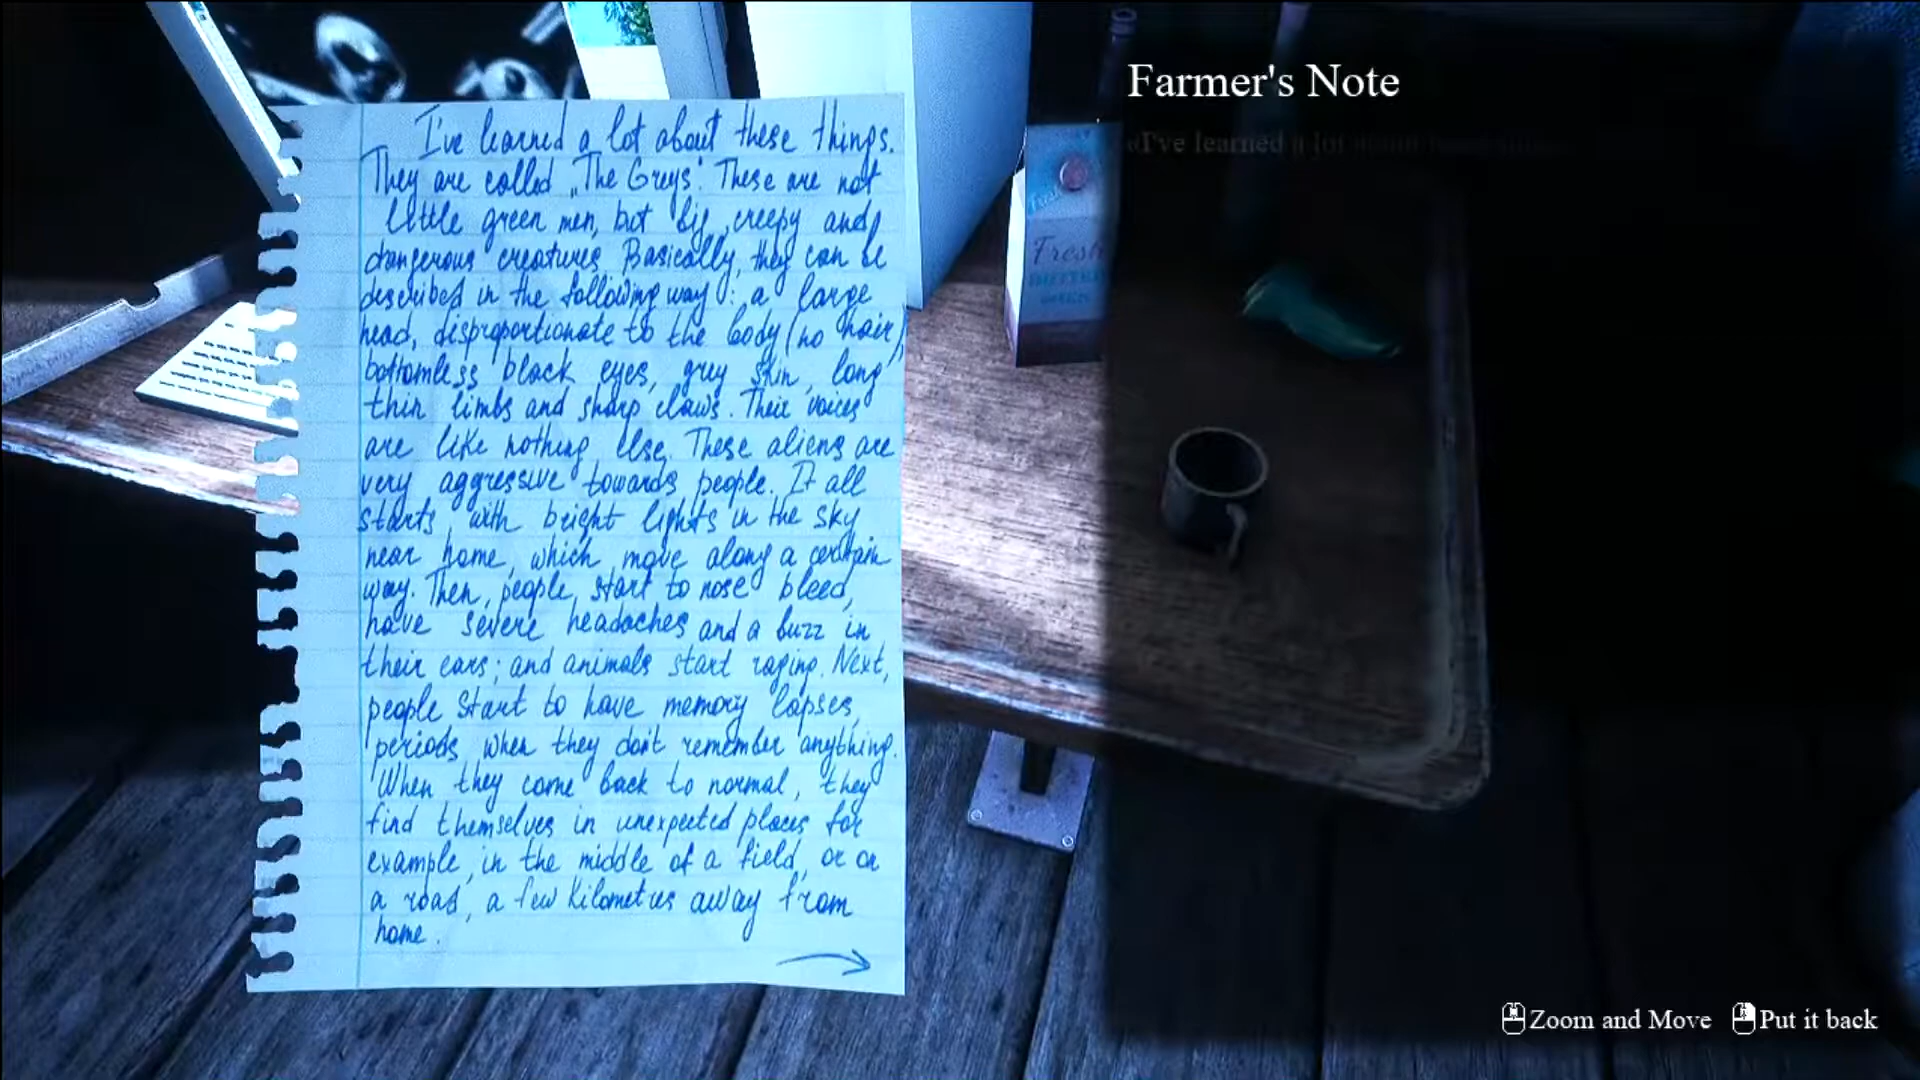 Farmer's Note
I've learned a lot about
I've learned a lot about these things.
They are called „The Greys". These are not
little green men, but big, creepy and
dangerous creatures. Basically, they can be
described in the following way: a large
head, disproportionate to the body (no hair),
bottomless black eyes, grey skin, long
thin limbs and sharp claws. Their voices
are like nothing else. These aliens are
very aggressive towards people. It all
starts with bright lights in the sky
near home, which move along a certain
way. Then, people start to nose bleed,
have severe headaches and a buzz in
their ears; and animals start raging. Next,
people start to have memory lapses,
periods when they don't remember anything.
When they come back to normal, they
find themselves in unexpected places for
example, in the middle of a field, or on
a road, a few kilometres away from
home.
Fresh
Zoom and Move
Put it back